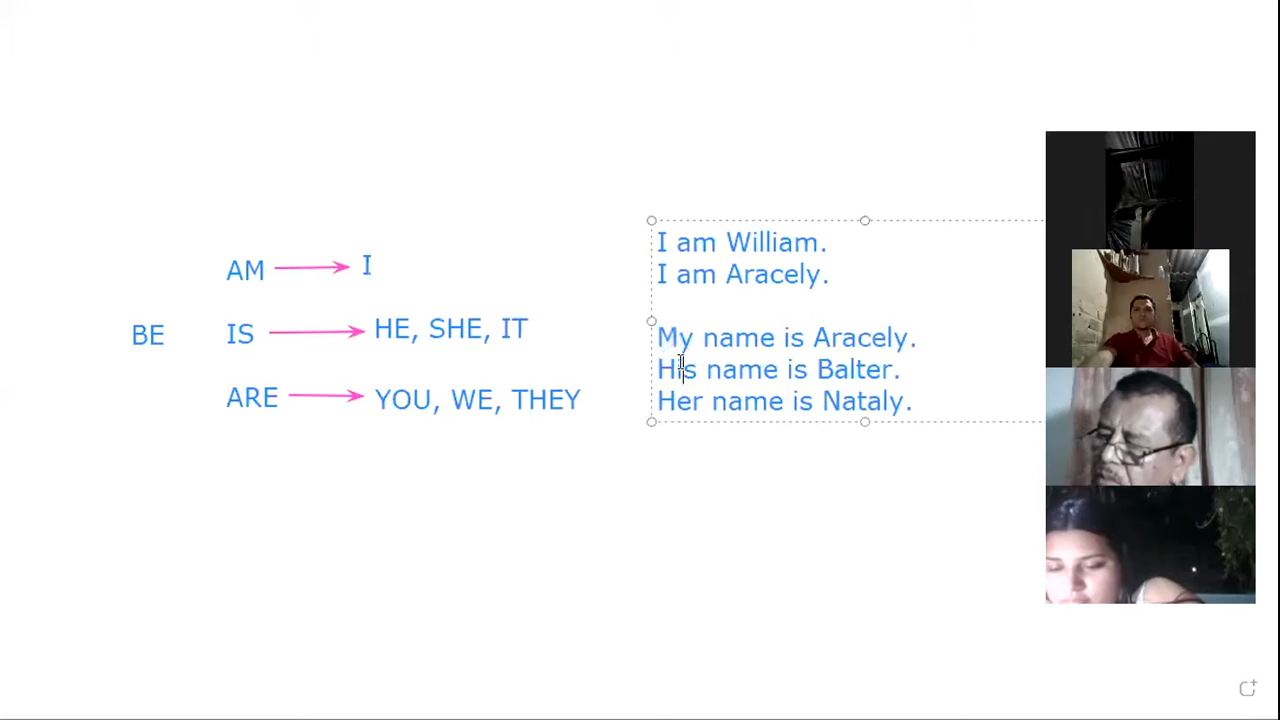 BE
AM I
IS HE, SHE, IT
ARE YOU, WE, THEY
I am William.
I am Aracely.
My name is Aracely.
His name is Balter.
Her name is Nataly.